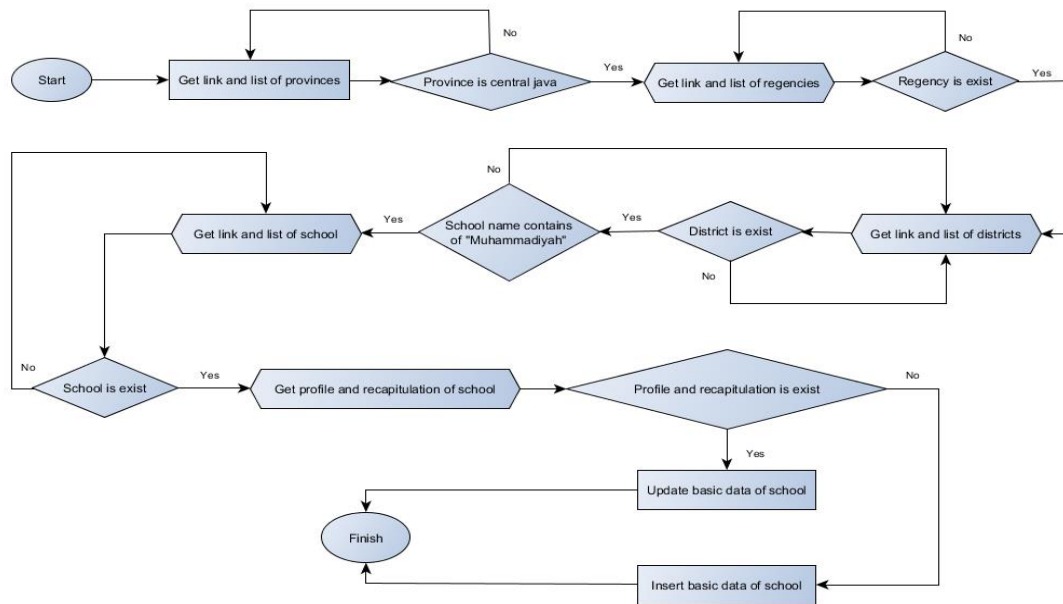 No
No
Start
Get link and list of provinces
Province is central java
Yes
Get link and list of regencies
Regency is exist
Yes
No
School name contains
of "Muhammadiyah"
Yes
Get link and list of school
Yes
District is exist
Get link and list of districts
No
No
School is exist
Yes
Get profile and recapitulation of school
Profile and recapitulation is exist
No
Yes
Update basic data of school
Finish
Insert basic data of school